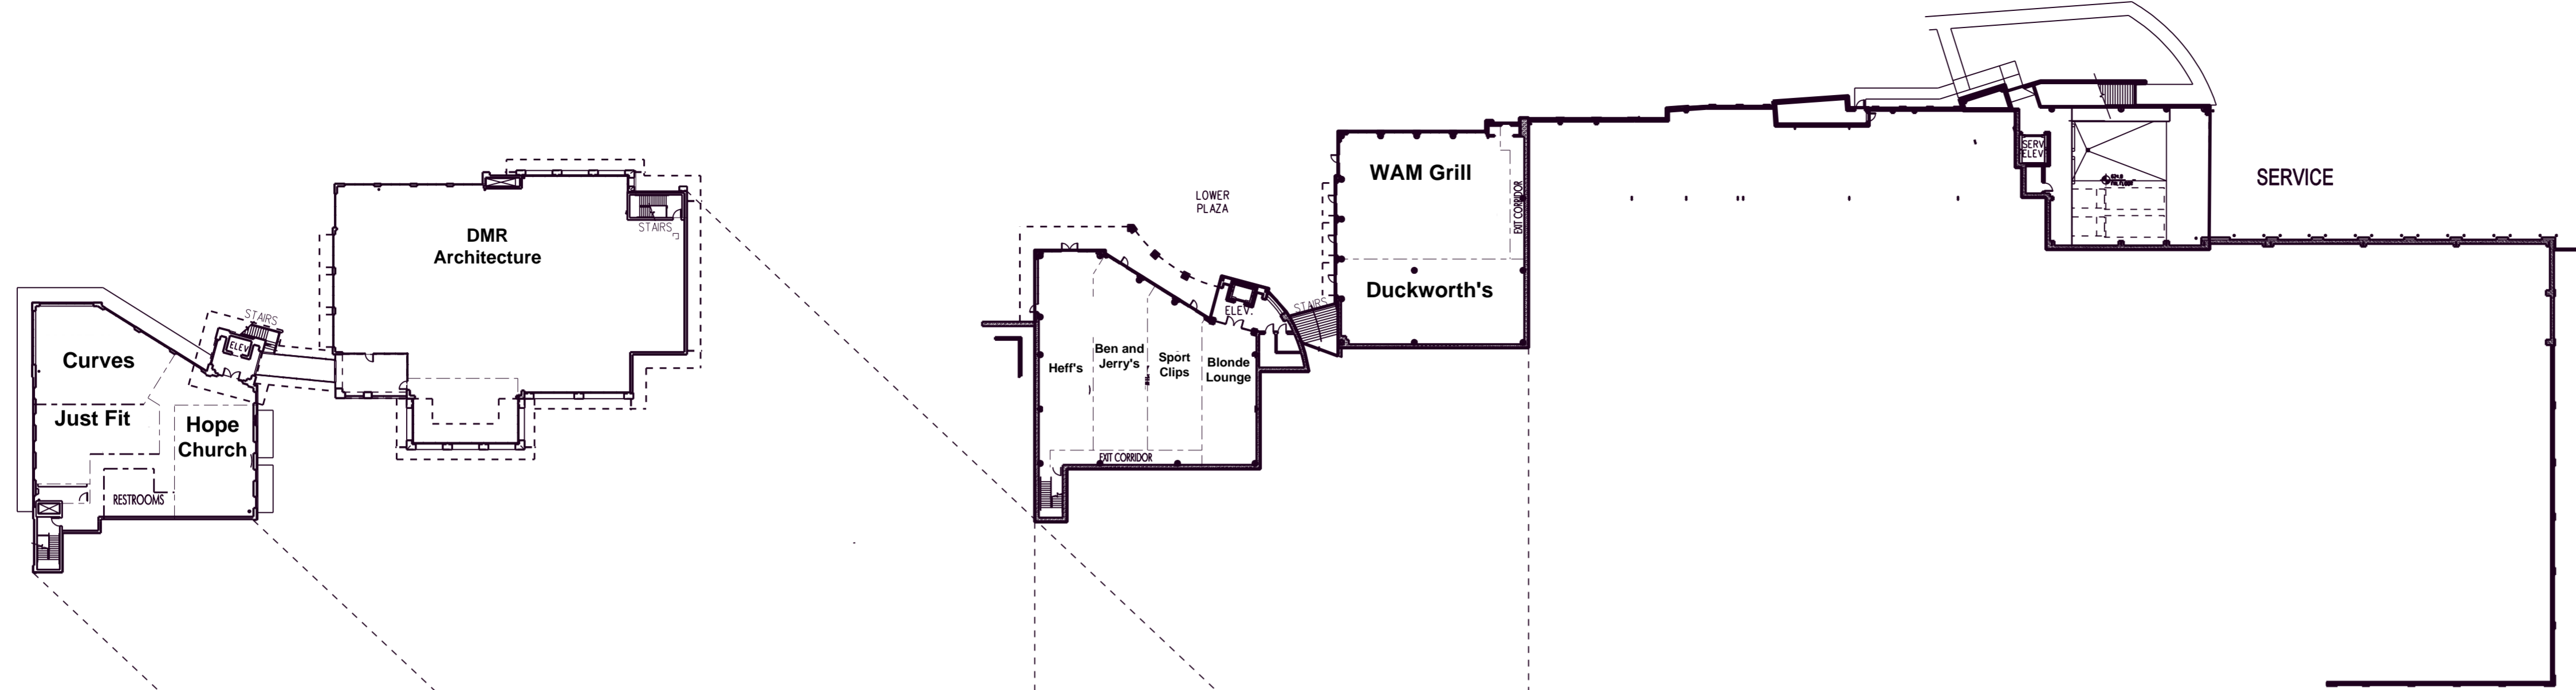 DMR
Architecture
STAIRS
STAIRS
ELEV
Curves
Just Fit
Hope
Church
RESTROOMS
LOWER
PLAZA
ELEV.
STAIRS
Heff's
Ben and
Jerry's
Sport
Clips
Blonde
Lounge
EXIT CORRIDOR
WAM Grill
EXIT CORRIDOR
Duckworth's
SERV
ELEV
SERVICE